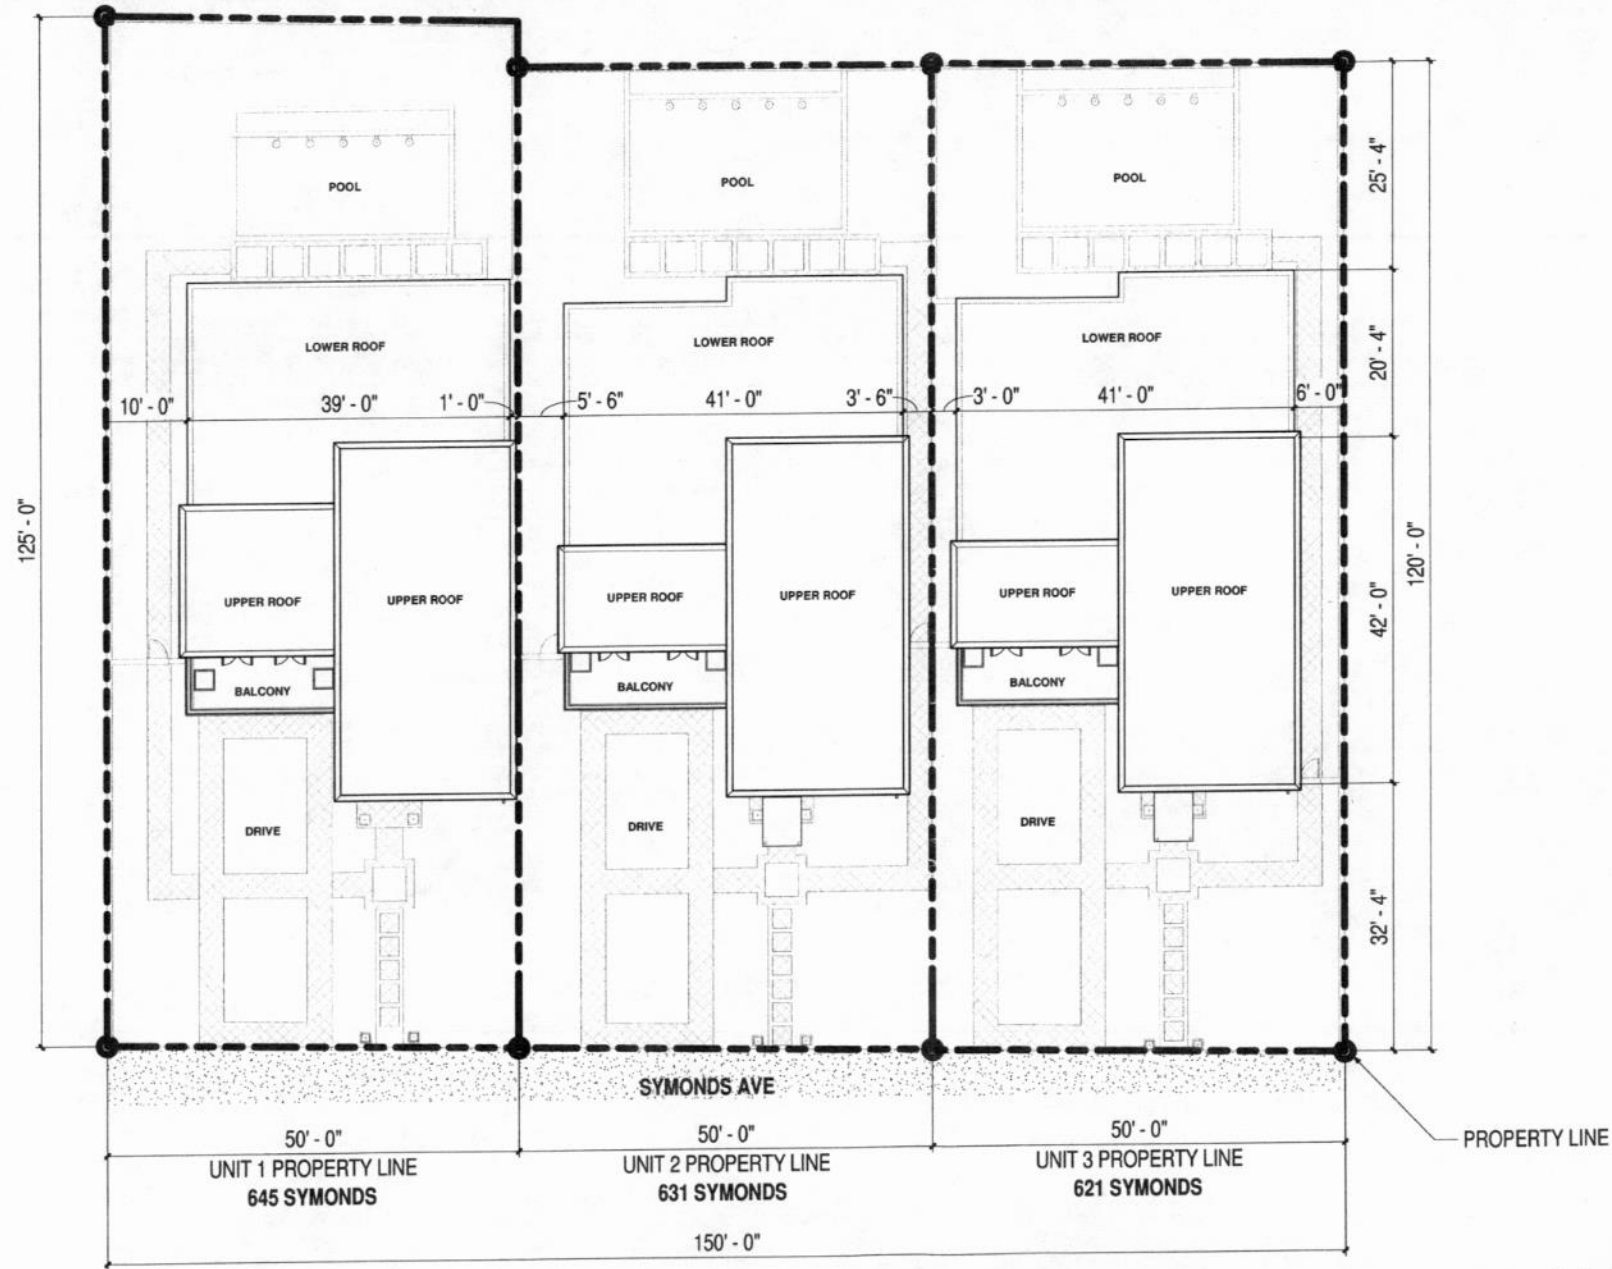 POOL
POOL
POOL
25' - 4"
LOWER ROOF
LOWER ROOF
LOWER ROOF
20' - 4"
10' - 0"
39' - 0"
1' - 0"
5' - 6"
41' - 0"
3' - 6"
3' - 0"
41' - 0"
6' - 0"
125' - 0"
120' - 0"
UPPER ROOF
UPPER ROOF
UPPER ROOF
UPPER ROOF
UPPER ROOF
UPPER ROOF
42' - 0"
BALCONY
BALCONY
BALCONY
DRIVE
DRIVE
DRIVE
32' - 4"
SYMONDS AVE
50' - 0"
50' - 0"
50' - 0"
PROPERTY LINE
UNIT 1 PROPERTY LINE
645 SYMONDS
UNIT 2 PROPERTY LINE
631 SYMONDS
UNIT 3 PROPERTY LINE
621 SYMONDS
150' - 0"